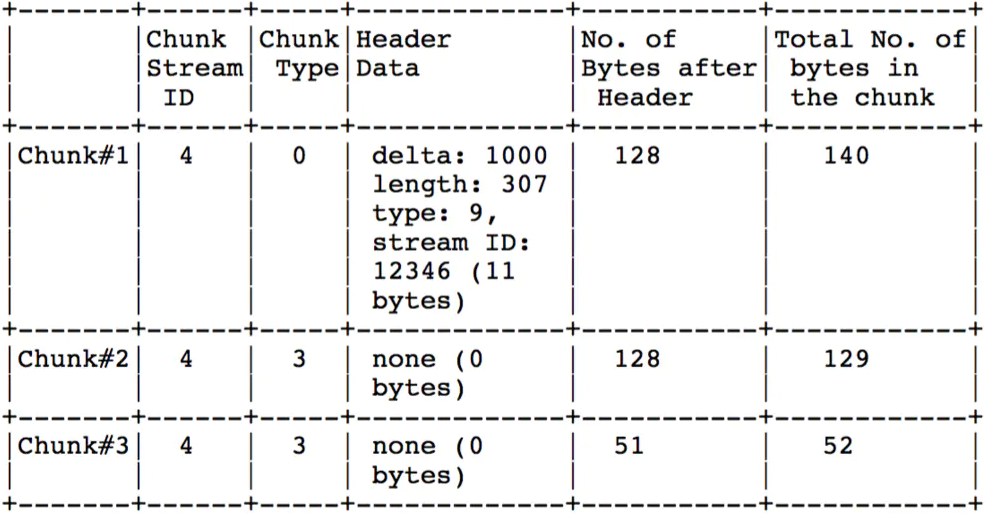 +-------+------+-----+-------------+-----------+------------+
|       |Chunk |Chunk|Header       |No. of     |Total No. of|
|       |Stream| Type|Data         |Bytes after| bytes in   |
|       | ID   |     |             | Header    | the chunk  |
+-------+------+-----+-------------+-----------+------------+
|Chunk#1|  4   |  0  | delta: 1000 |  128      |   140      |
|       |      |     | length: 307 |           |            |
|       |      |     | type: 9,    |           |            |
|       |      |     | stream ID:  |           |            |
|       |      |     | 12346 (11   |           |            |
|       |      |     | bytes)      |           |            |
+-------+------+-----+-------------+-----------+------------+
|Chunk#2|  4   |  3  | none (0     |  128      |   129      |
|       |      |     | bytes)      |           |            |
+-------+------+-----+-------------+-----------+------------+
|Chunk#3|  4   |  3  | none (0     |  51       |   52       |
|       |      |     | bytes)      |           |            |
+-------+------+-----+-------------+-----------+------------+